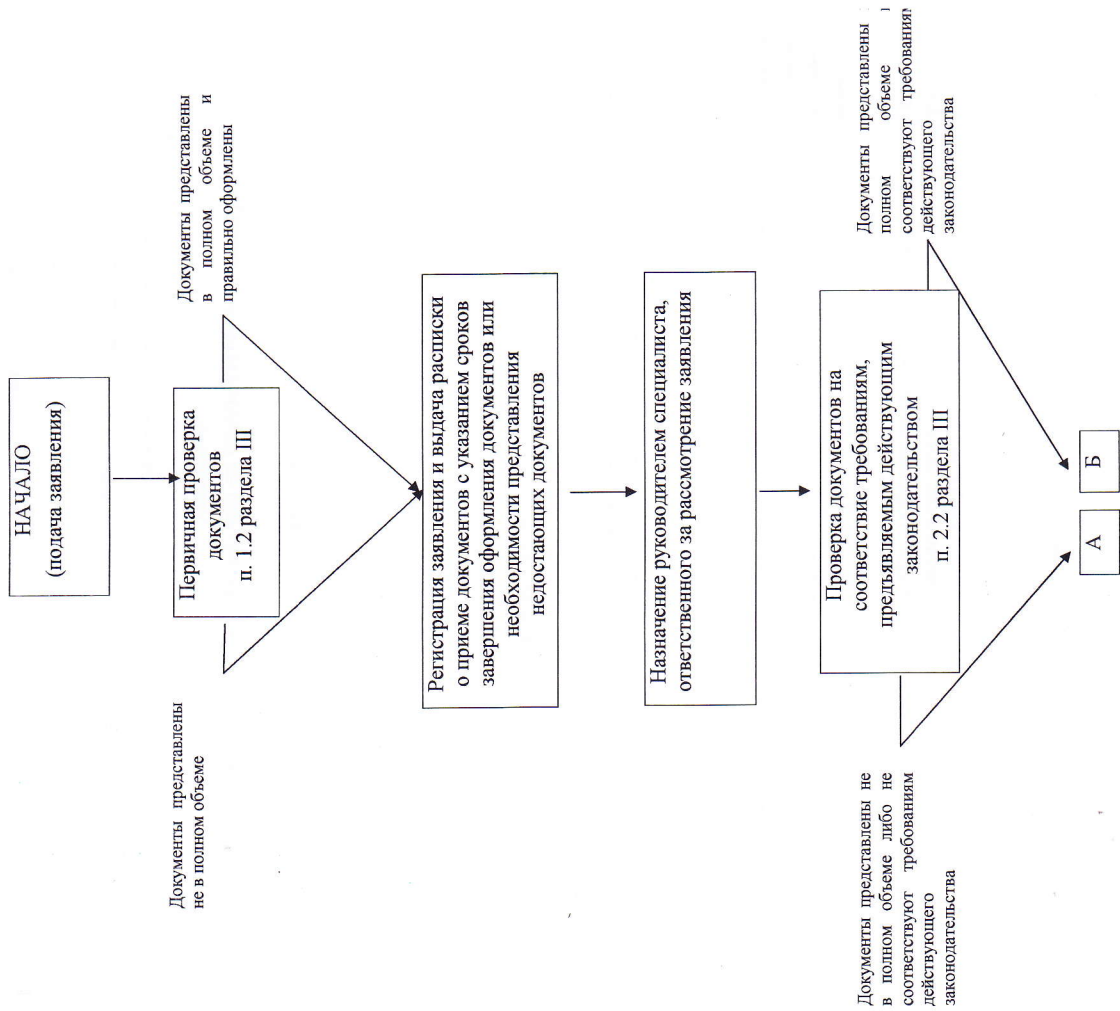 НАЧАЛО
(подача заявления)
Первичная проверка
документов
п. 1.2 раздела III
Документы представлены
не в полном объеме
Документы представлены
в полном объеме и
правильно оформлены
Регистрация заявления и выдача расписки
о приеме документов с указанием сроков
завершения оформления документов или
необходимости представления
недостающих документов
Назначение руководителем специалиста,
ответственного за рассмотрение заявления
Проверка документов на
соответствие требованиям,
предъявляемым действующим
законодательством
п. 2.2 раздела III
Документы представлены не
в полном объеме либо не
соответствуют требованиям
действующего
законодательства
Документы представлены
полном объеме
соответствуют требования
действующего
законодательства
А
Б